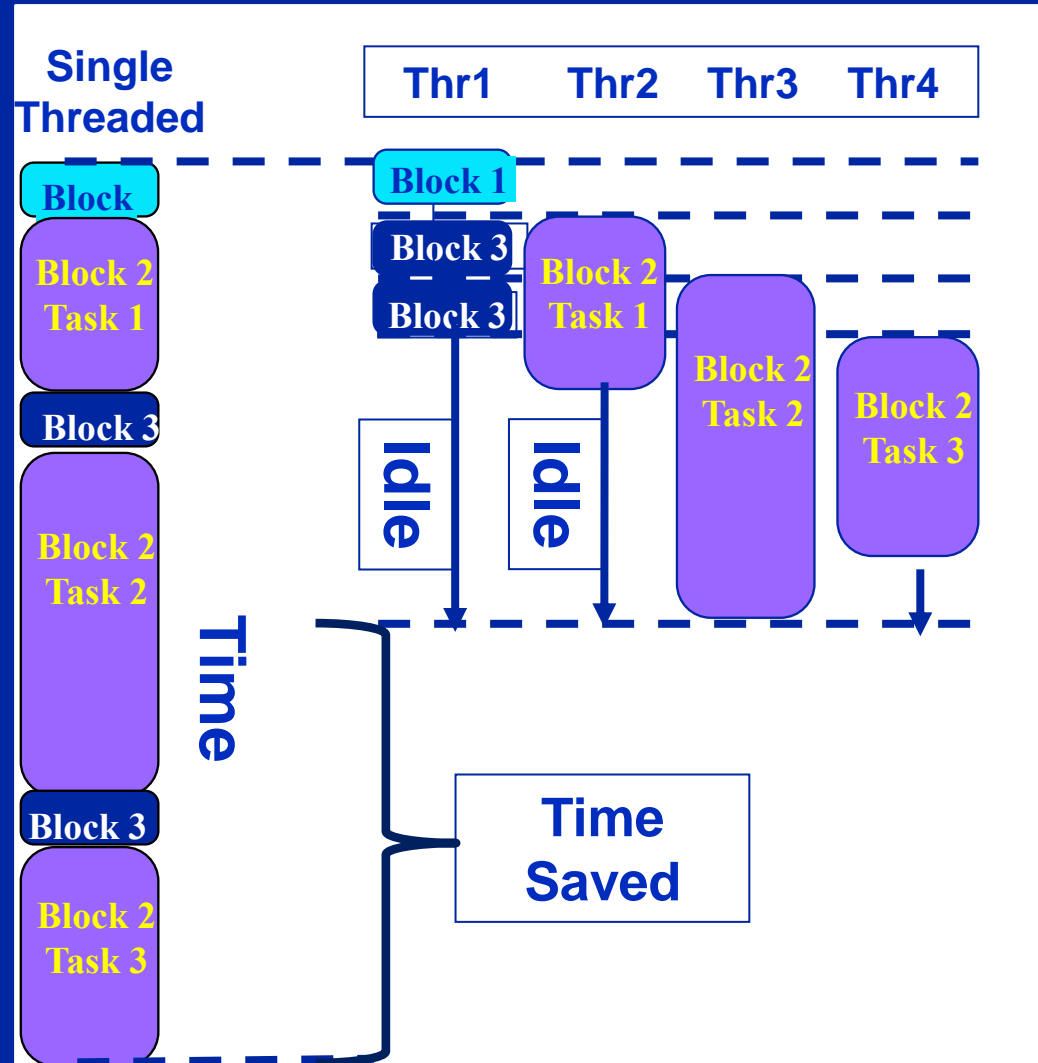 Single
Threaded
Thr1 Thr2 Thr3 Thr4
Block
Block 2
Task 1
Block 3
Block 2
Task 2
Block 3
Block 2
Task 3
Time
Block 1
Block 3
Block 3
Idle
Block 2
Task 1
Idle
Block 2
Task 2
Block 2
Task 3
Time
Saved